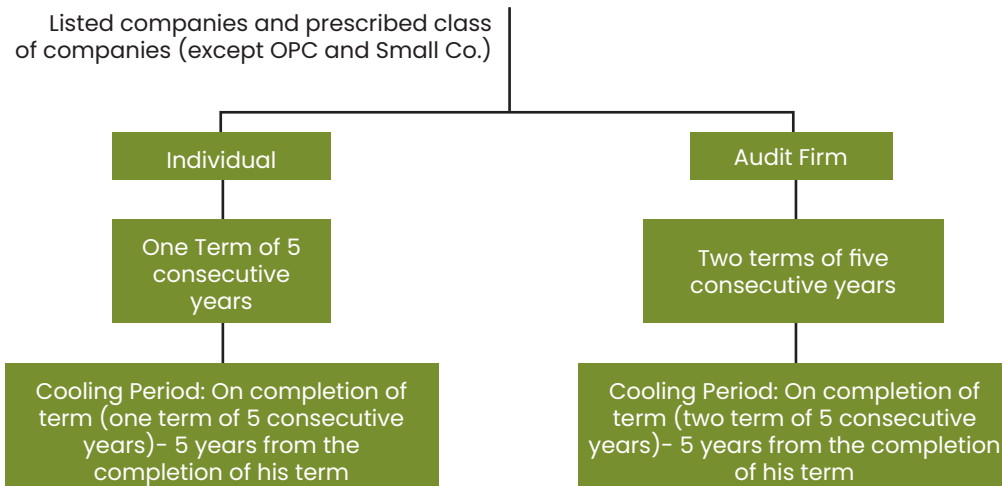 Listed companies and prescribed class
of companies (except OPC and Small Co.)
Individual
Audit Firm
One Term of 5
consecutive
years
Two terms of five
consecutive years
Cooling Period: On completion of
term (one term of 5 consecutive
years)- 5 years from the
completion of his term
Cooling Period: On completion of
term (two term of 5 consecutive
years)- 5 years from the completion
of his term